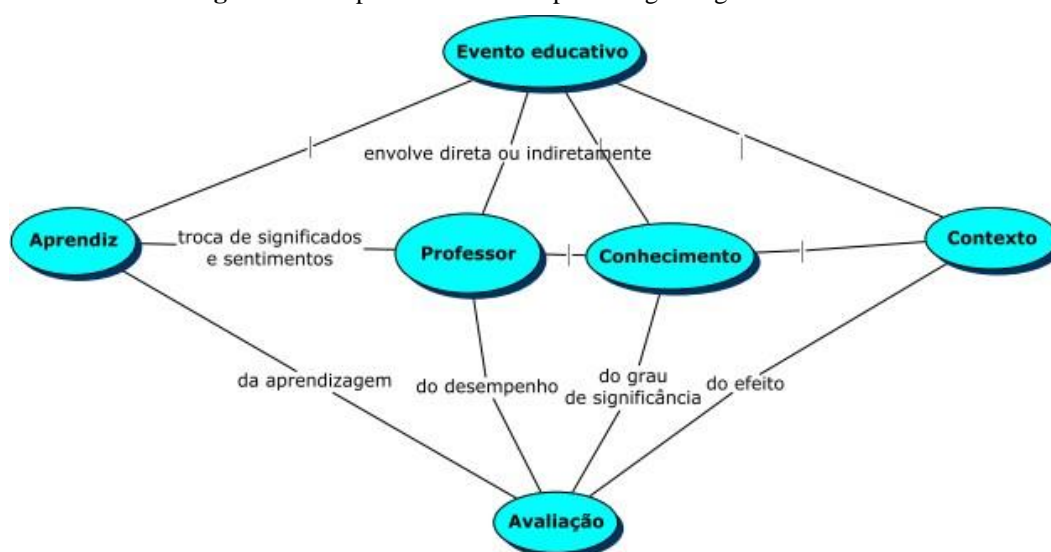 Evento educativo
envolve direta ou indiretamente
Aprendiz
troca de significados
e sentimentos
Professor
Conhecimento
Contexto
da aprendizagem
do desempenho
do grau
de significância
do efeito
Avaliação